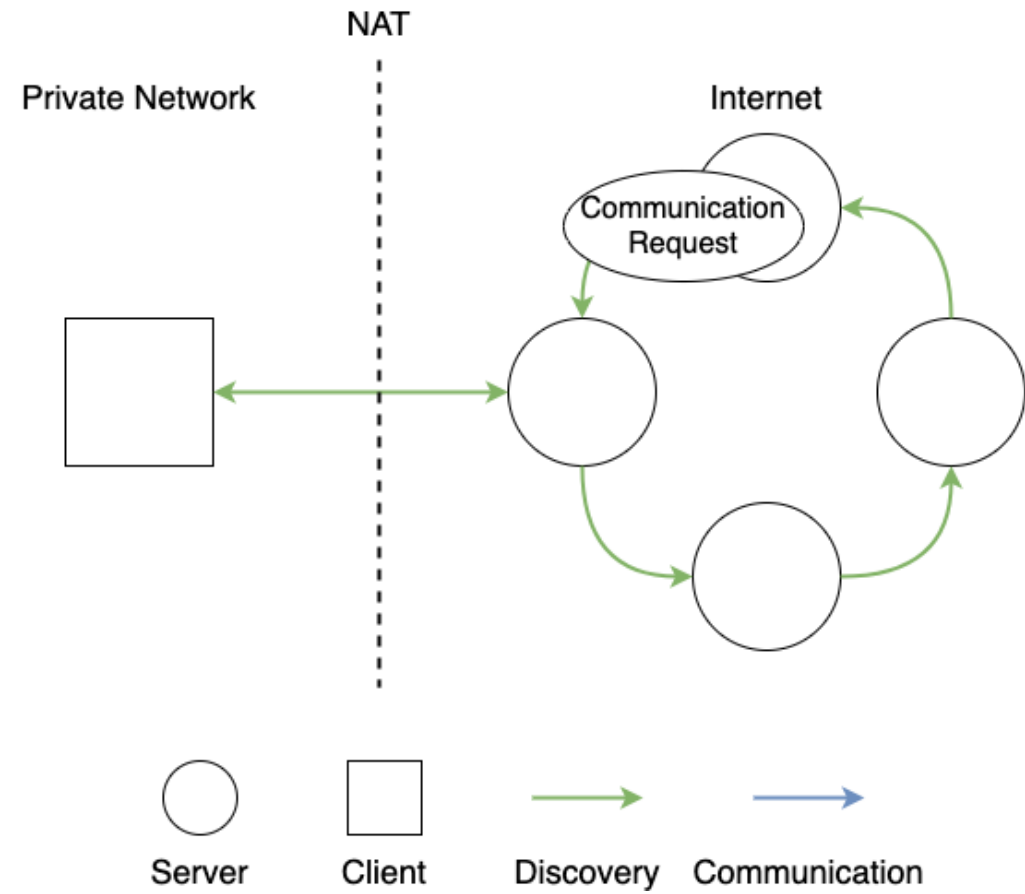 NAT
Private Network
Internet
Communication
Request
Server
Client
Discovery
Communication